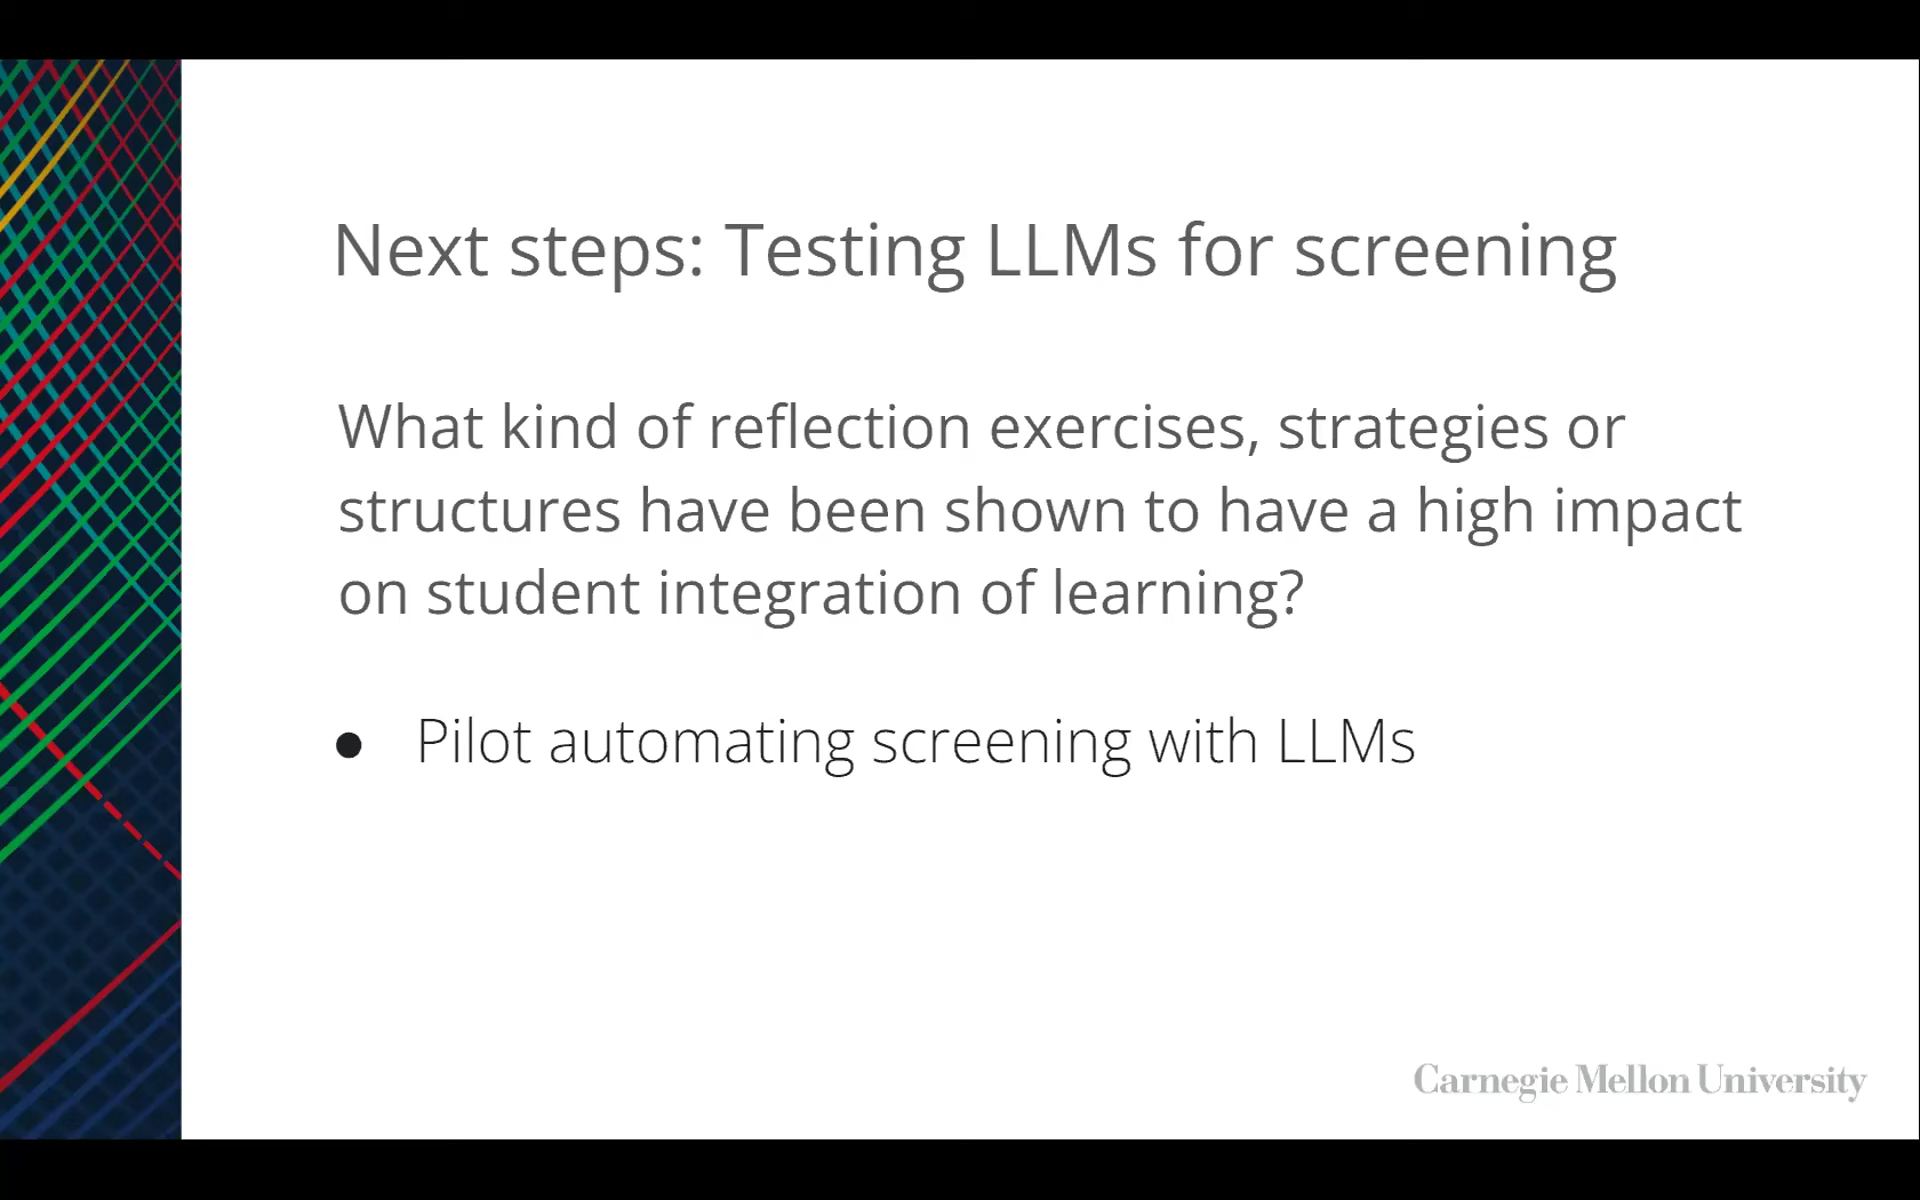 Next steps: Testing LLMs for screening
What kind of reflection exercises, strategies or
structures have been shown to have a high impact
on student integration of learning?
● Pilot automating screening with LLMs
Carnegie Mellon University